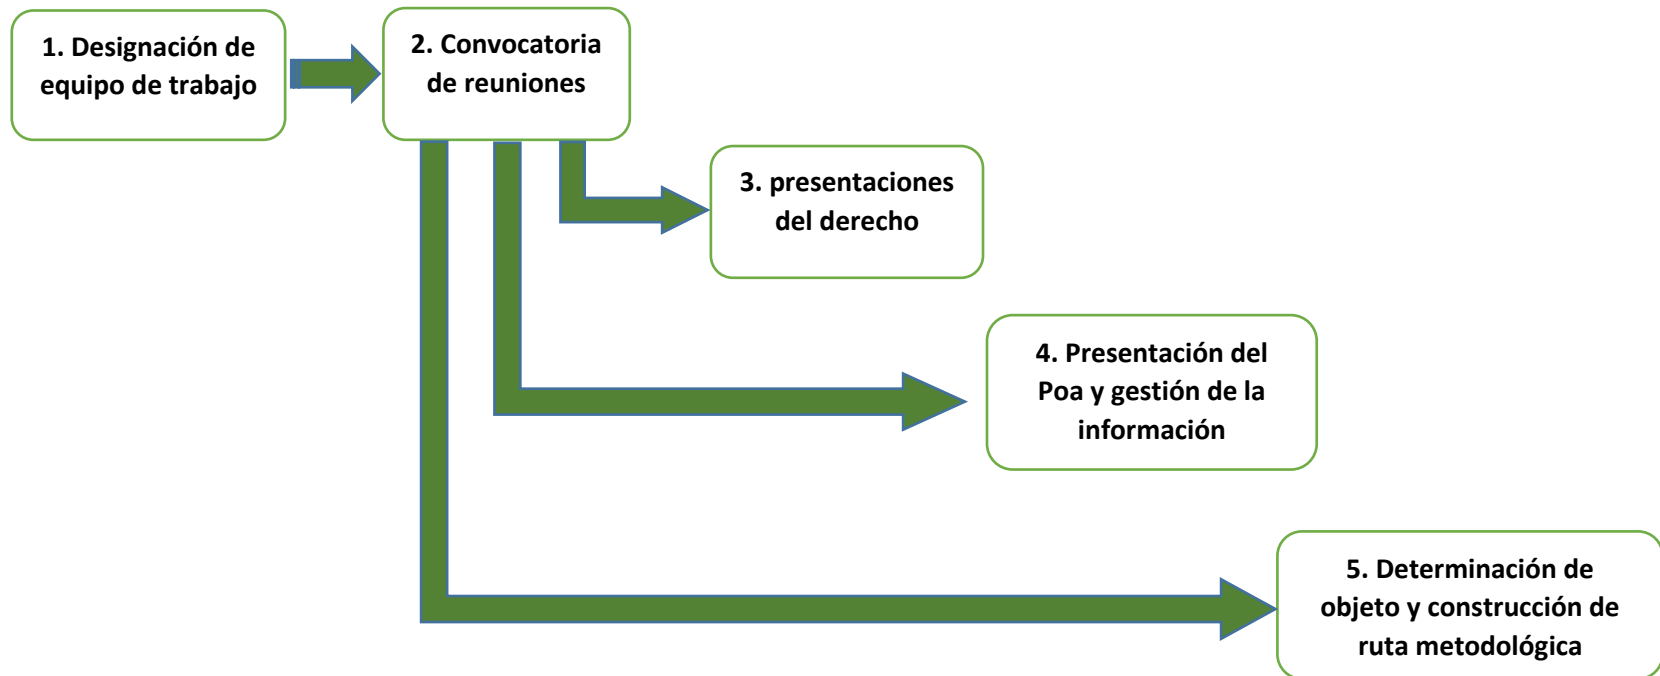 1. Designación de
equipo de trabajo
2. Convocatoria
de reuniones
3. presentaciones
del derecho
4. Presentación del
Poa y gestión de la
información
5. Determinación de
objeto y construcción de
ruta metodológica